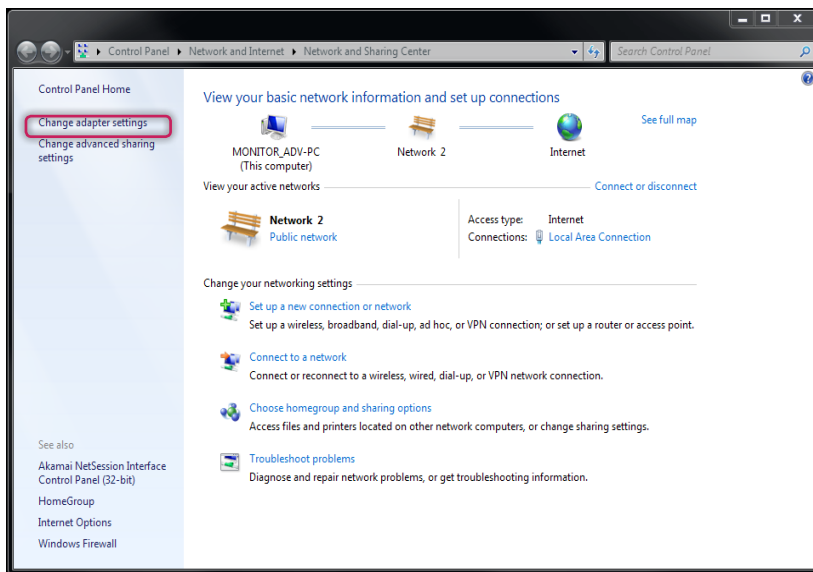 Control Panel ▸ Network and Internet ▸ Network and Sharing Center
Search Control Panel
Control Panel Home
Change adapter settings
Change advanced sharing
settings
See also
Akamai NetSession Interface
Control Panel (32-bit)
HomeGroup
Internet Options
Windows Firewall
View your basic network information and set up connections
See full map
MONITOR_ADV-PC
(This computer)
Network 2
Internet
View your active networks
Connect or disconnect
Network 2
Public network
Access type: Internet
Connections: Local Area Connection
Change your networking settings
Set up a new connection or network
Set up a wireless, broadband, dial-up, ad hoc, or VPN connection; or set up a router or access point.
Connect to a network
Connect or reconnect to a wireless, wired, dial-up, or VPN network connection.
Choose homegroup and sharing options
Access files and printers located on other network computers, or change sharing settings.
Troubleshoot problems
Diagnose and repair network problems, or get troubleshooting information.